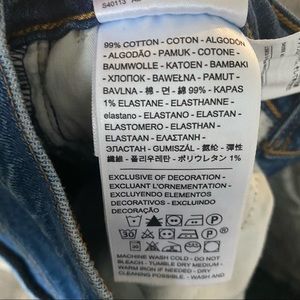 S40113
99% COTTON - COTON - ALGODÓN
- ALGODÃO - PAMUK - COTONE -
BAUMWOLLE - KATOEN - BAMBAKI
- ХЛОПОК - BAWEŁNA - PAMUT -
BAVLNA - 棉 - 면 - 綿 99% - KAPAS
1% ELASTANE - ELASTHANNE -
elastano - ELASTANO - ELASTAN -
ELASTOMERO - ELASTHAN -
ELASTAN - ELASTAAN -
ЭЛАСТАН - GUMISZÁL - 氨纶 - 彈性
纖維 - 폴리우레탄 - ポリウレタン 1%
EXCLUSIVE OF DECORATION -
EXCLUANT L'ORNEMENTATION -
EXCLUYENDO ELEMENTOS
DECORATIVOS - EXCLUINDO
DECORAÇÃO
MACHINE WASH COLD - DO NOT
BLEACH - TUMBLE DRY MEDIUM -
WARM IRON IF NEEDED - DRY
CLEANING POSSIBLE - WASH